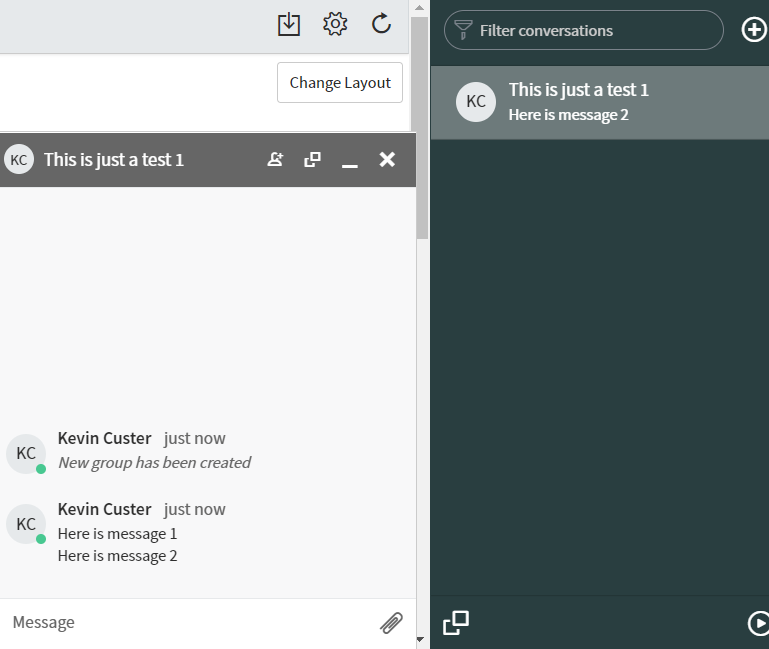 Change Layout
KC
This is just a test 1
KC
Kevin Custer just now
New group has been created
KC
Kevin Custer just now
Here is message 1
Here is message 2
Message
Filter conversations
KC
This is just a test 1
Here is message 2